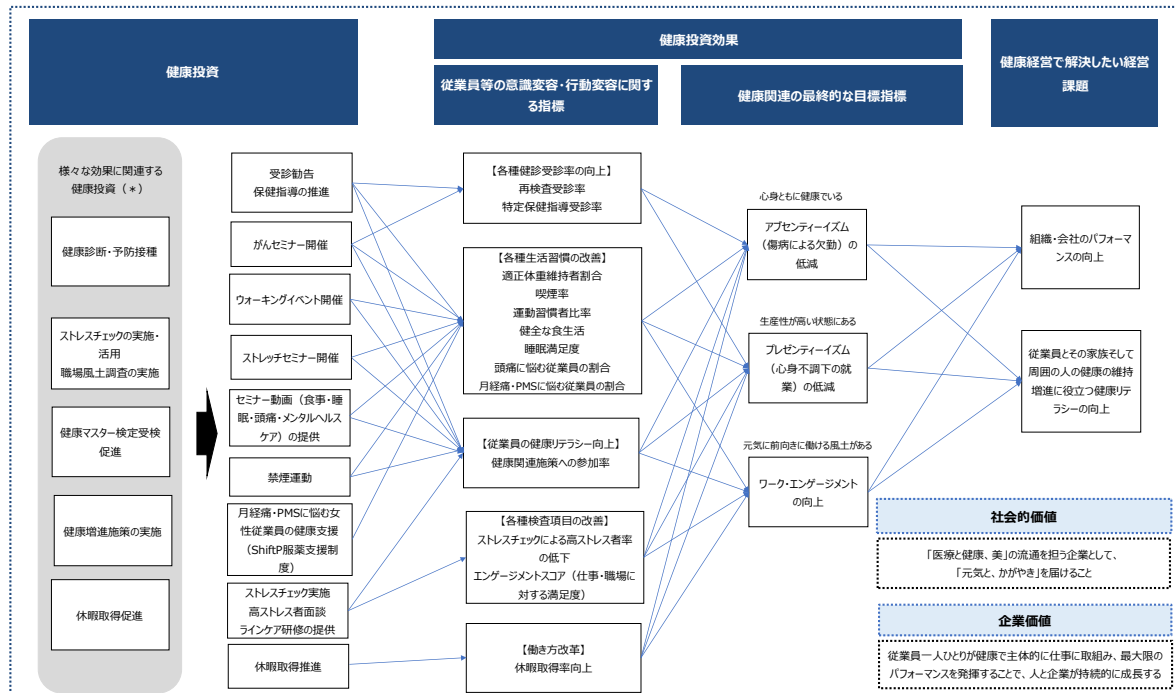 健康投資
健康投資効果
従業員等の意識変容・行動変容に関す
る指標
健康関連の最終的な目標指標
健康経営で解決したい経営
課題
様々な効果に関連する
健康投資（＊）
健康診断・予防接種
ストレスチェックの実施・
活用
職場風土調査の実施
健康マスター検定受検
促進
健康増進施策の実施
休暇取得促進
受診勧告
保健指導の推進
がんセミナー開催
ウォーキングイベント開催
ストレッチセミナー開催
セミナー動画（食事・睡
眠・頭痛・メンタルヘルス
ケア）の提供
禁煙運動
月経痛・PMSに悩む女
性従業員の健康支援
（ShiftP服薬支援制
度）
ストレスチェック実施
高ストレス者面談
ラインケア研修の提供
休暇取得推進
【各種健診受診率の向上】
再検査受診率
特定保健指導受診率
【各種生活習慣の改善】
適正体重維持者割合
喫煙率
運動習慣者比率
健全な食生活
睡眠満足度
頭痛に悩む従業員の割合
月経痛・PMSに悩む従業員の割合
【従業員の健康リテラシー向上】
健康関連施策への参加率
【各種検査項目の改善】
ストレスチェックによる高ストレス者率
の低下
エンゲージメントスコア（仕事・職場に
対する満足度）
【働き方改革】
休暇取得率向上
心身ともに健康でいる
アブセンティーイズム
（傷病による欠勤）の
低減
生産性が高い状態にある
プレゼンティーイズム
（心身不調下の就
業）の低減
元気に前向きに働ける風土がある
ワーク・エンゲージメント
の向上
組織・会社のパフォーマ
ンスの向上
従業員とその家族そして
周囲の人の健康の維持
増進に役立つ健康リテ
ラシーの向上
社会的価値
「医療と健康、美」の流通を担う企業として、
「元気と、かがやき」を届けること
企業価値
従業員一人ひとりが健康で主体的に仕事に取組み、最大限の
パフォーマンスを発揮することで、人と企業が持続的に成長する